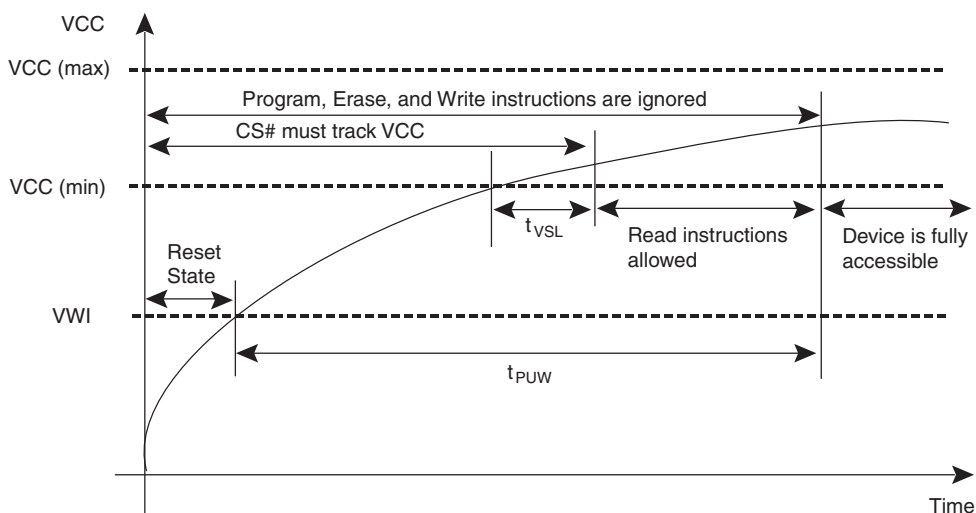 VCC
VCC (max)
Program, Erase, and Write instructions are ignored
CS# must track VCC
VCC (min)
tVSL
Read instructions
allowed
Device is fully
accessible
Reset
State
VWI
tPUW
Time